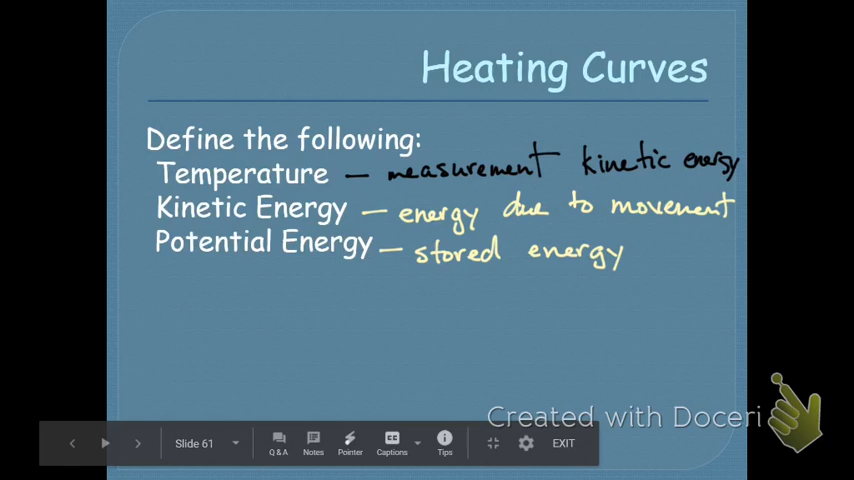 Heating Curves
Define the following:
Temperature – measurement kinetic energy
Kinetic Energy – energy due to movement
Potential Energy – stored energy
Created with Doceri
Slide 61
Q & A
Notes
Pointer
CC
Captions
Tips
EXIT